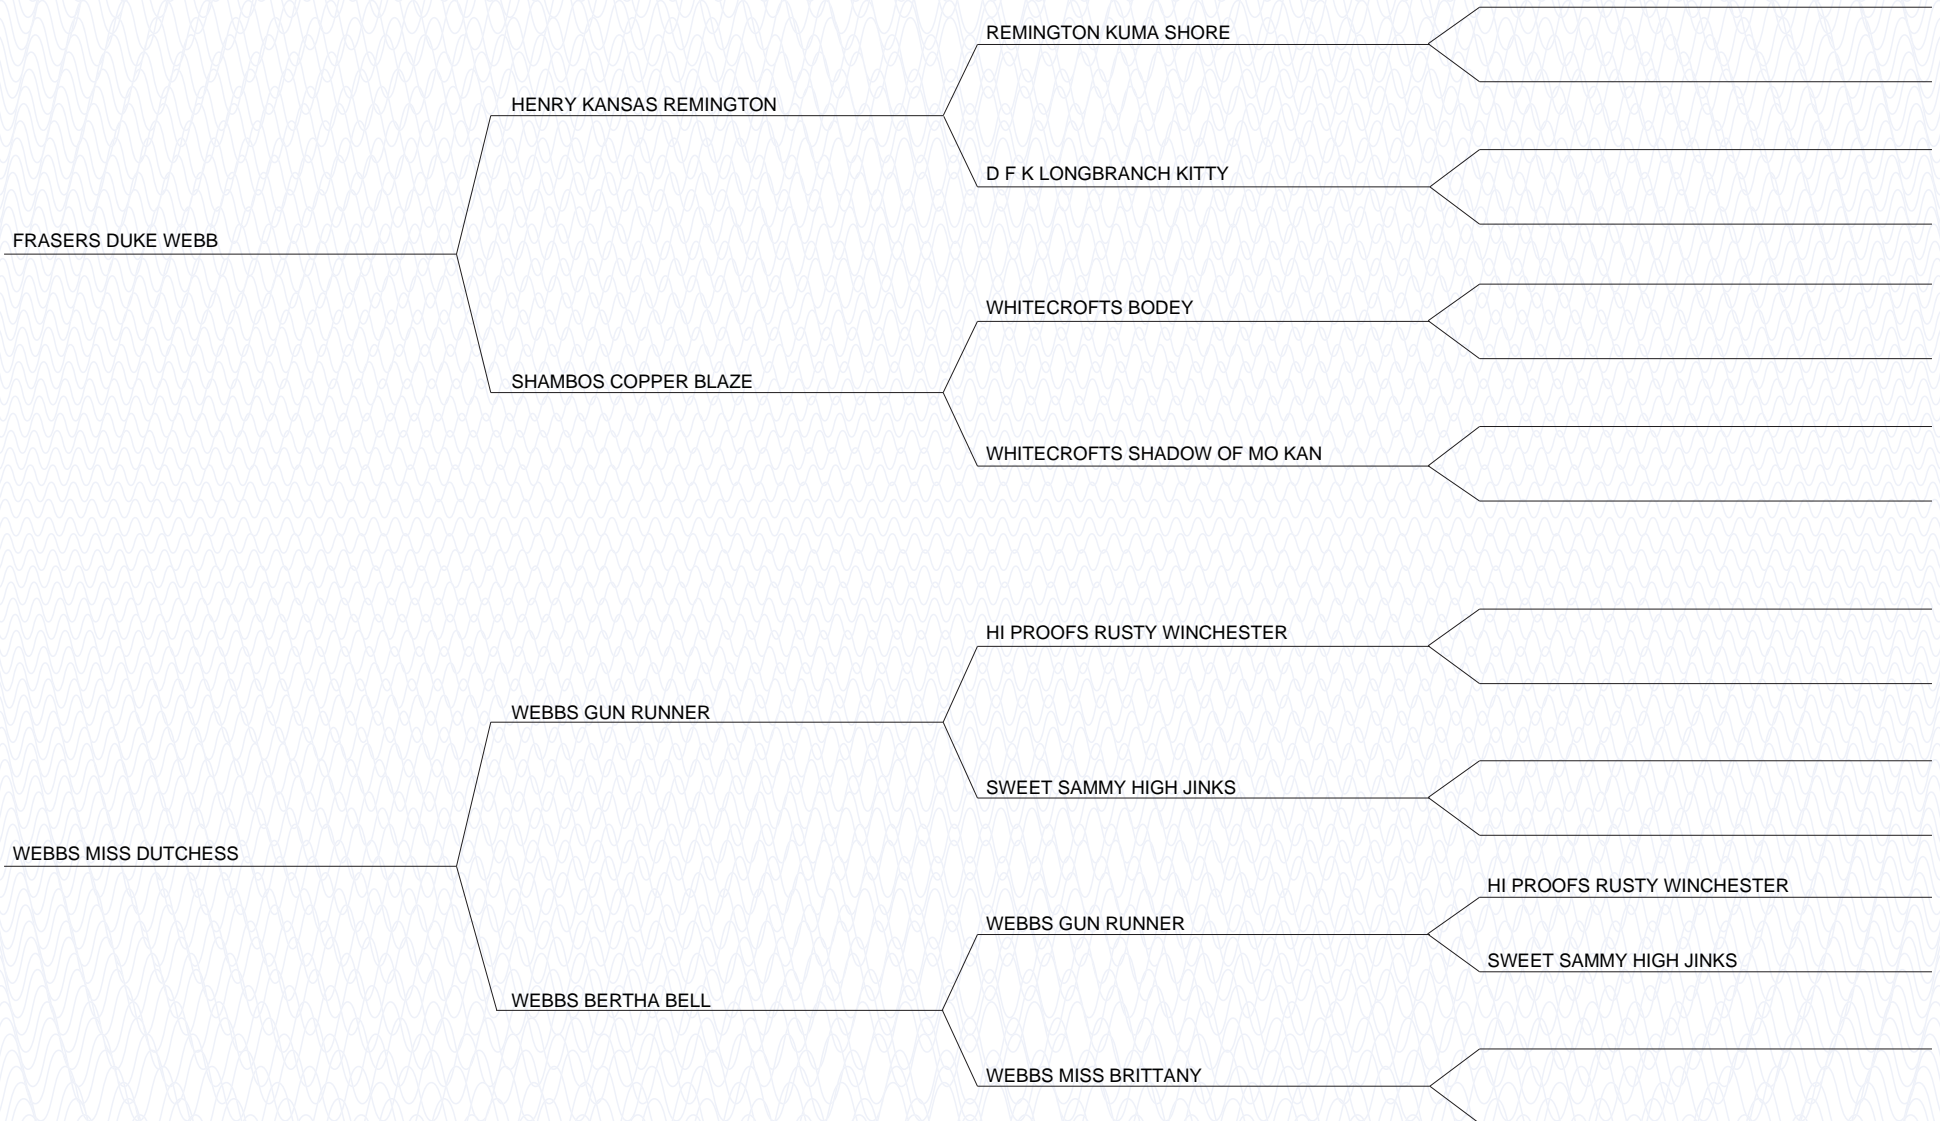 REMINGTON KUMA SHORE
HENRY KANSAS REMINGTON
D F K LONGBRANCH KITTY
FRASERS DUKE WEBB
WHITECROFTS BODEY
SHAMBOS COPPER BLAZE
WHITECROFTS SHADOW OF MO KAN
HI PROOFS RUSTY WINCHESTER
WEBBS GUN RUNNER
SWEET SAMMY HIGH JINKS
WEBBS MISS DUTCHESS
HI PROOFS RUSTY WINCHESTER
WEBBS GUN RUNNER
SWEET SAMMY HIGH JINKS
WEBBS BERTHA BELL
WEBBS MISS BRITTANY